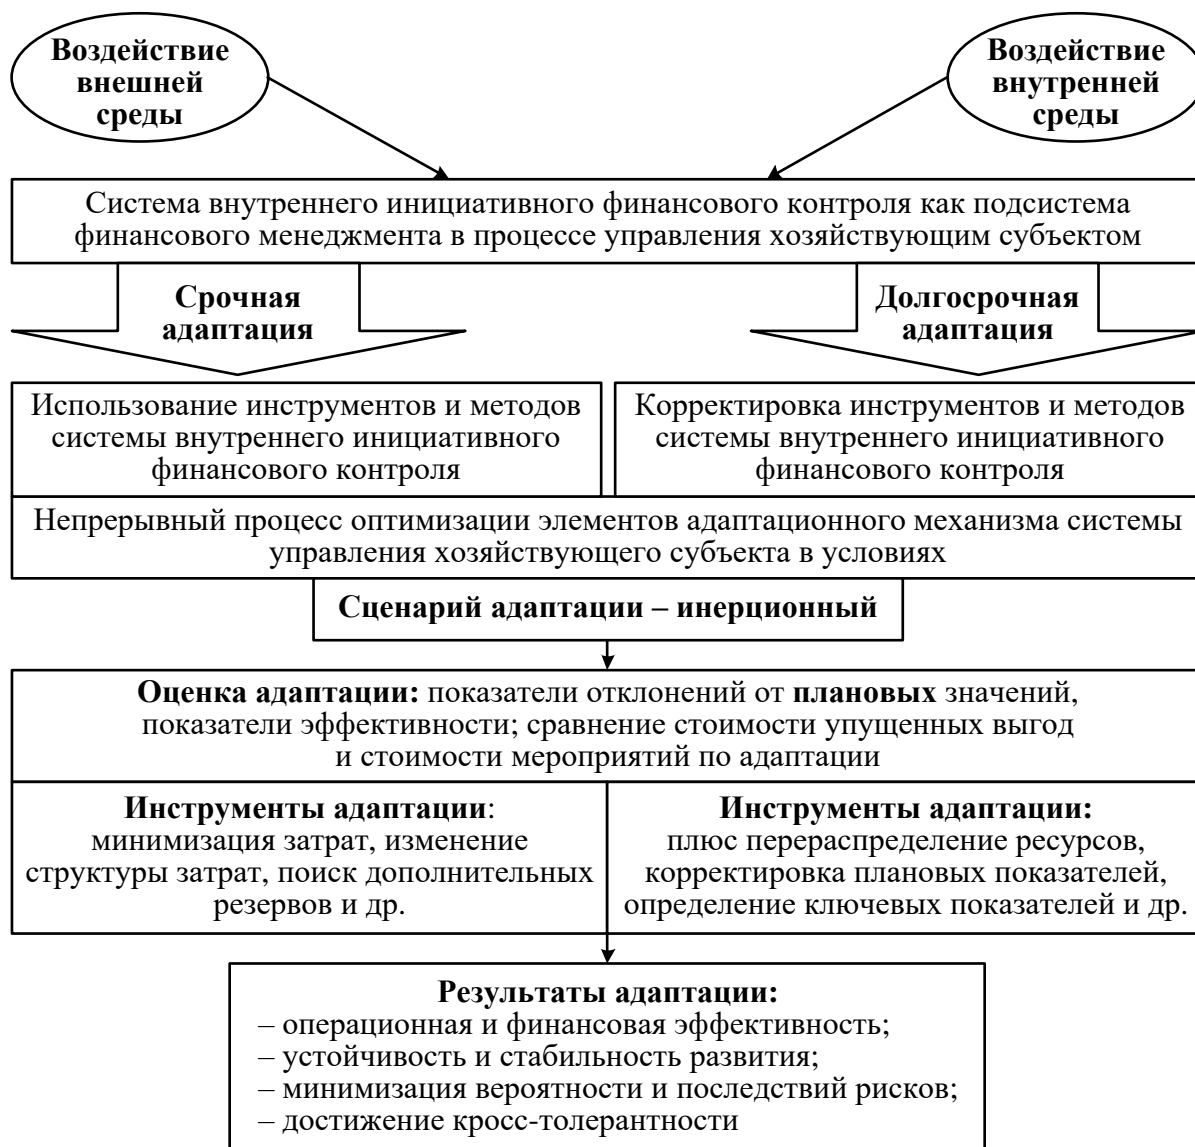 Воздействие
внешней
среды
Воздействие
внутренней
среды
Система внутреннего инициативного финансового контроля как подсистема
финансового менеджмента в процессе управления хозяйствующим субъектом
Срочная
адаптация
Долгосрочная
адаптация
Использование инструментов и методов
системы внутреннего инициативного
финансового контроля
Корректировка инструментов и методов
системы внутреннего инициативного
финансового контроля
Непрерывный процесс оптимизации элементов адаптационного механизма системы
управления хозяйствующего субъекта в условиях
Сценарий адаптации – инерционный
Оценка адаптации: показатели отклонений от плановых значений,
показатели эффективности; сравнение стоимости упущенных выгод
и стоимости мероприятий по адаптации
Инструменты адаптации:
минимизация затрат, изменение
структуры затрат, поиск дополнительных
резервов и др.
Инструменты адаптации:
плюс перераспределение ресурсов,
корректировка плановых показателей,
определение ключевых показателей и др.
Результаты адаптации:
– операционная и финансовая эффективность;
– устойчивость и стабильность развития;
– минимизация вероятности и последствий рисков;
– достижение кросс-толерантности